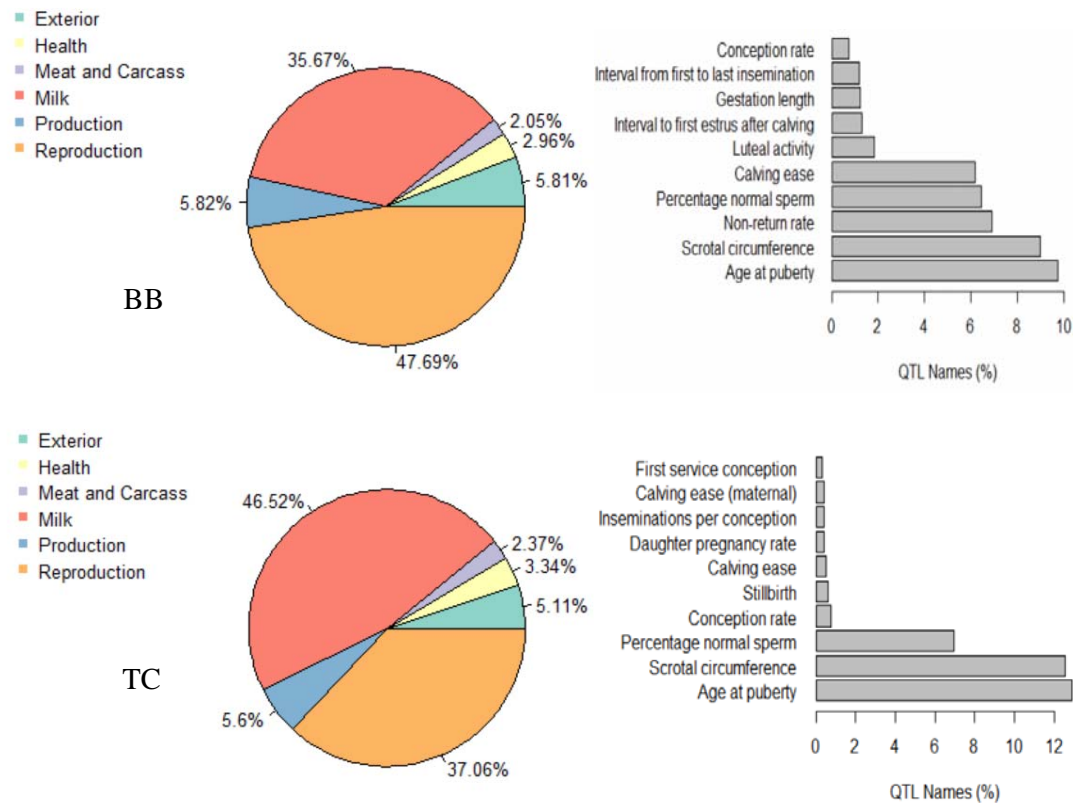 Exterior
Health
Meat and Carcass
Milk
Production
Reproduction
35.67%
2.05%
2.96%
5.81%
5.82%
47.69%
BB
Conception rate
Interval from first to last insemination
Gestation length
Interval to first estrus after calving
Luteal activity
Calving ease
Percentage normal sperm
Non-return rate
Scrotal circumference
Age at puberty
0 2 4 6 8 10
QTL Names (%)
Exterior
Health
Meat and Carcass
Milk
Production
Reproduction
46.52%
2.37%
3.34%
5.11%
5.6%
37.06%
TC
First service conception
Calving ease (maternal)
Inseminations per conception
Daughter pregnancy rate
Calving ease
Stillbirth
Conception rate
Percentage normal sperm
Scrotal circumference
Age at puberty
0 2 4 6 8 10 12
QTL Names (%)